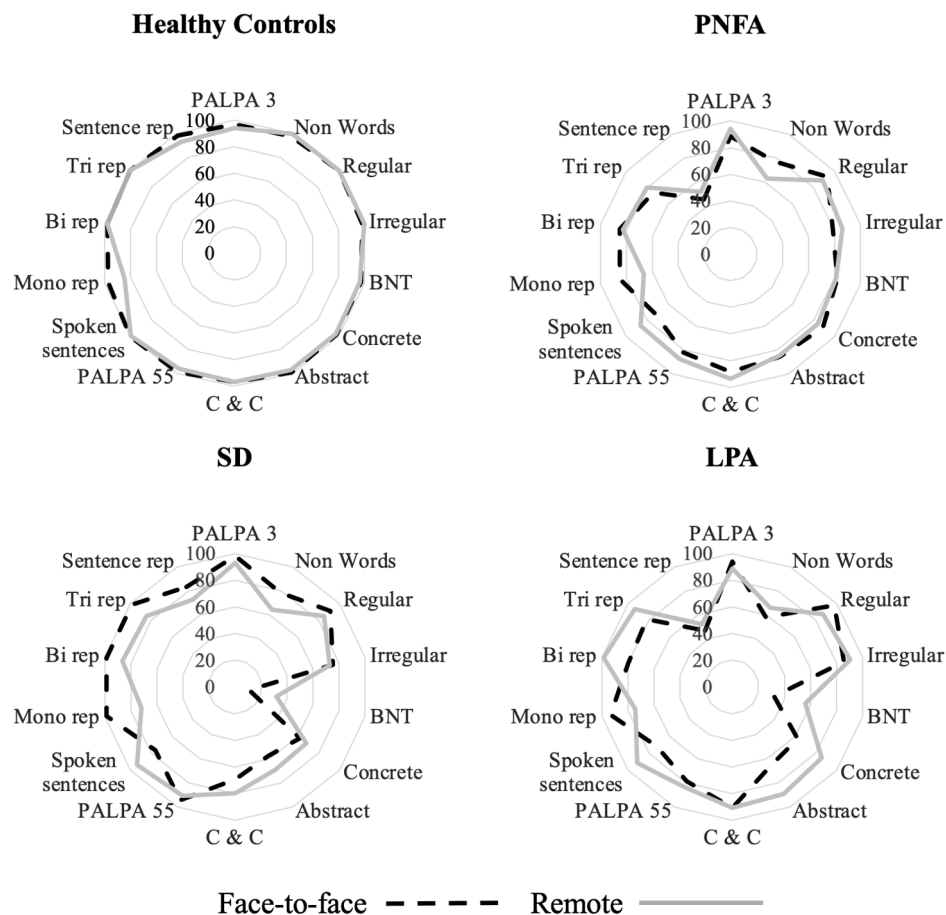 Healthy Controls
PALPA 3
Non Words
Regular
Irregular
BNT
Concrete
Abstract
C & C
PALPA 55
Spoken
sentences
Mono rep
Bi rep
Tri rep
Sentence rep
100
80
60
40
20
0
PNFA
PALPA 3
Non Words
Regular
Irregular
BNT
Concrete
Abstract
C & C
PALPA 55
Spoken
sentences
Mono rep
Bi rep
Tri rep
Sentence rep
100
80
60
40
20
0
SD
PALPA 3
Non Words
Regular
Irregular
BNT
Concrete
Abstract
C & C
PALPA 55
Spoken
sentences
Mono rep
Bi rep
Tri rep
Sentence rep
100
80
60
40
20
0
LPA
PALPA 3
Non Words
Regular
Irregular
BNT
Concrete
Abstract
C & C
PALPA 55
Spoken
sentences
Mono rep
Bi rep
Tri rep
Sentence rep
100
80
60
40
20
0
Face-to-face
Remote